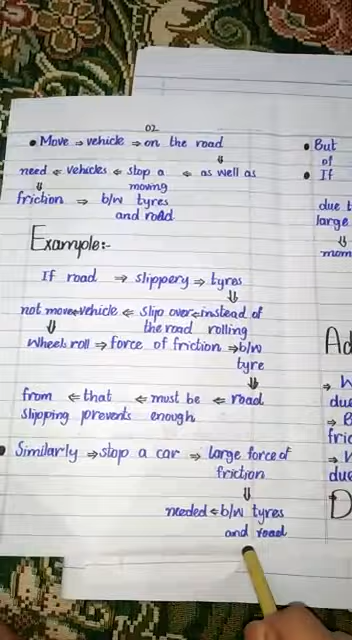 02
• Move ⇒ vehicle ⇒ on the road
⇓
need ⇐ vehicles ⇐ stop a ⇐ as well as
⇓ moving
friction ⇒ b/w tyres
and road
Example:-
If road ⇒ slippery ⇒ tyres
⇓
not move⇐vehicle ⇐ slip over⇐instead of
⇓ the road rolling
Wheels roll ⇒ force of friction ⇒ b/w
tyre
⇓
from ⇐ that ⇐ must be ⇐ road
slipping prevents enough
• Similarly ⇒ stop a car ⇒ large force of
friction
⇓
needed ⇐ b/w tyres
and road
• But
of
• If
due t
large
⇓
mom
Ad
⇒
due
⇒
fric
⇒
due
D